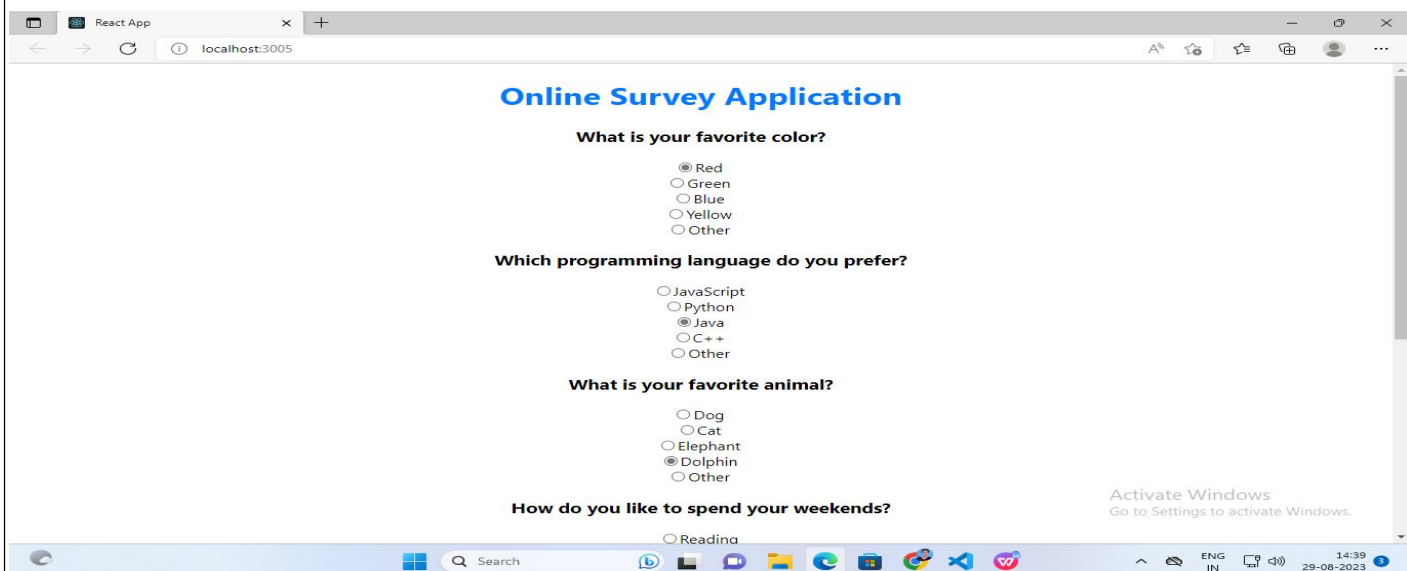 React App
localhost:3005
Online Survey Application
What is your favorite color?
Red
Green
Blue
Yellow
Other
Which programming language do you prefer?
JavaScript
Python
Java
C++
Other
What is your favorite animal?
Dog
Cat
Elephant
Dolphin
Other
How do you like to spend your weekends?
Reading
Activate Windows
Go to Settings to activate Windows.
Search
ENG
IN
14:39
29-08-2023
3